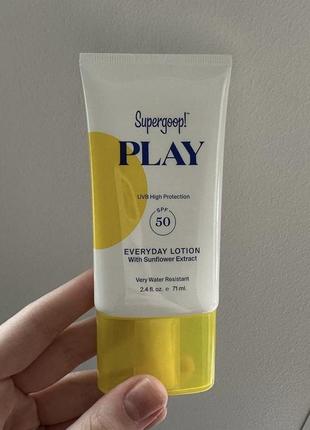 Supergoop!™
PLAY
UVB High Protection
SPF
50
EVERYDAY LOTION
With Sunflower Extract
Very Water Resistant
2.4 fl. oz. e 71 ml.